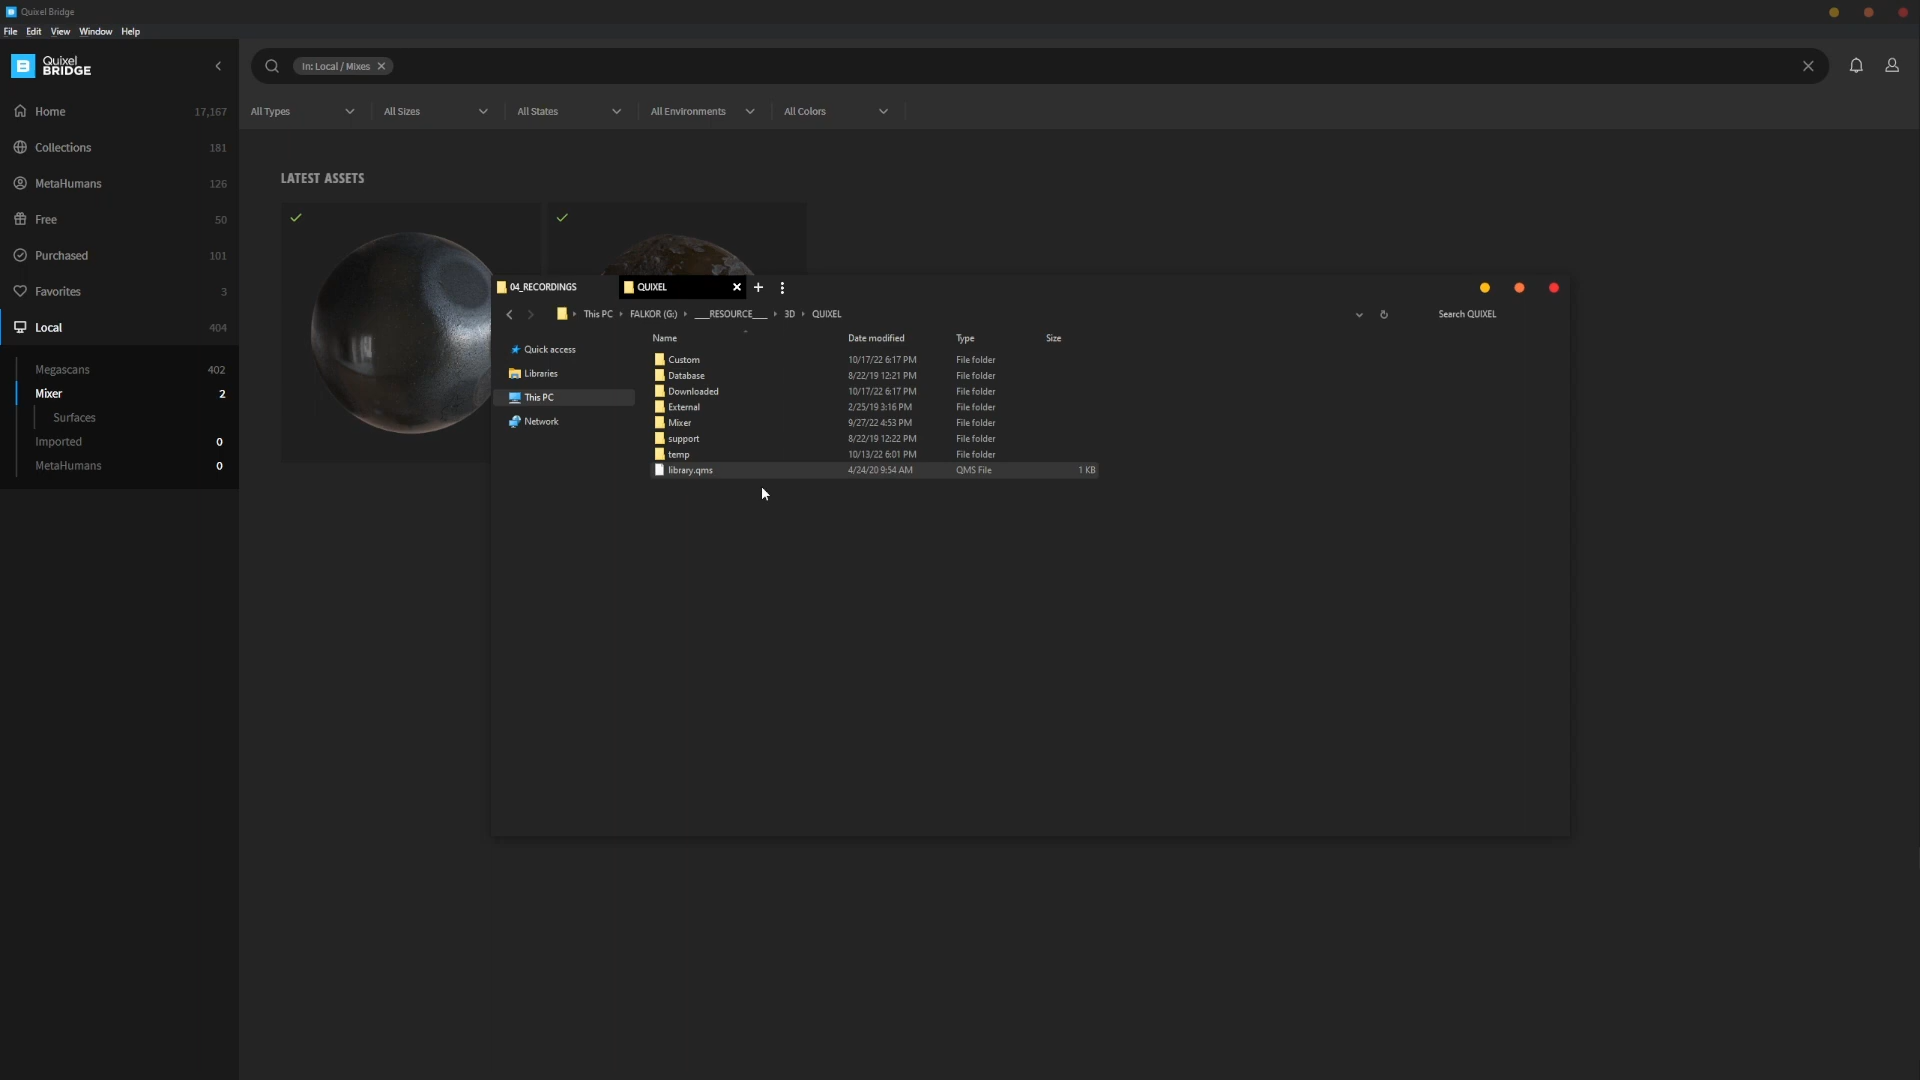 Quixel Bridge
File Edit View Window Help
Quixel
BRIDGE
In: Local / Mixes
Home 17,167
All Types All Sizes All States All Environments All Colors
Collections 181
MetaHumans 126
Free 50
Purchased 101
Favorites 3
Local 404
Megascans 402
Mixer 2
Surfaces
Imported 0
MetaHumans 0
LATEST ASSETS
04_RECORDINGS QUIXEL
This PC FALKOR (G:) ___RESOURCE___ 3D QUIXEL Search QUIXEL
Quick access
Libraries
This PC
Network
Name Date modified Type Size
Custom 10/17/22 6:17 PM File folder
Database 8/22/19 12:21 PM File folder
Downloaded 10/17/22 6:17 PM File folder
External 2/25/19 3:16 PM File folder
Mixer 9/27/22 4:53 PM File folder
support 8/22/19 12:22 PM File folder
temp 10/13/22 6:01 PM File folder
library.qms 4/24/20 9:54 AM QMS File 1 KB